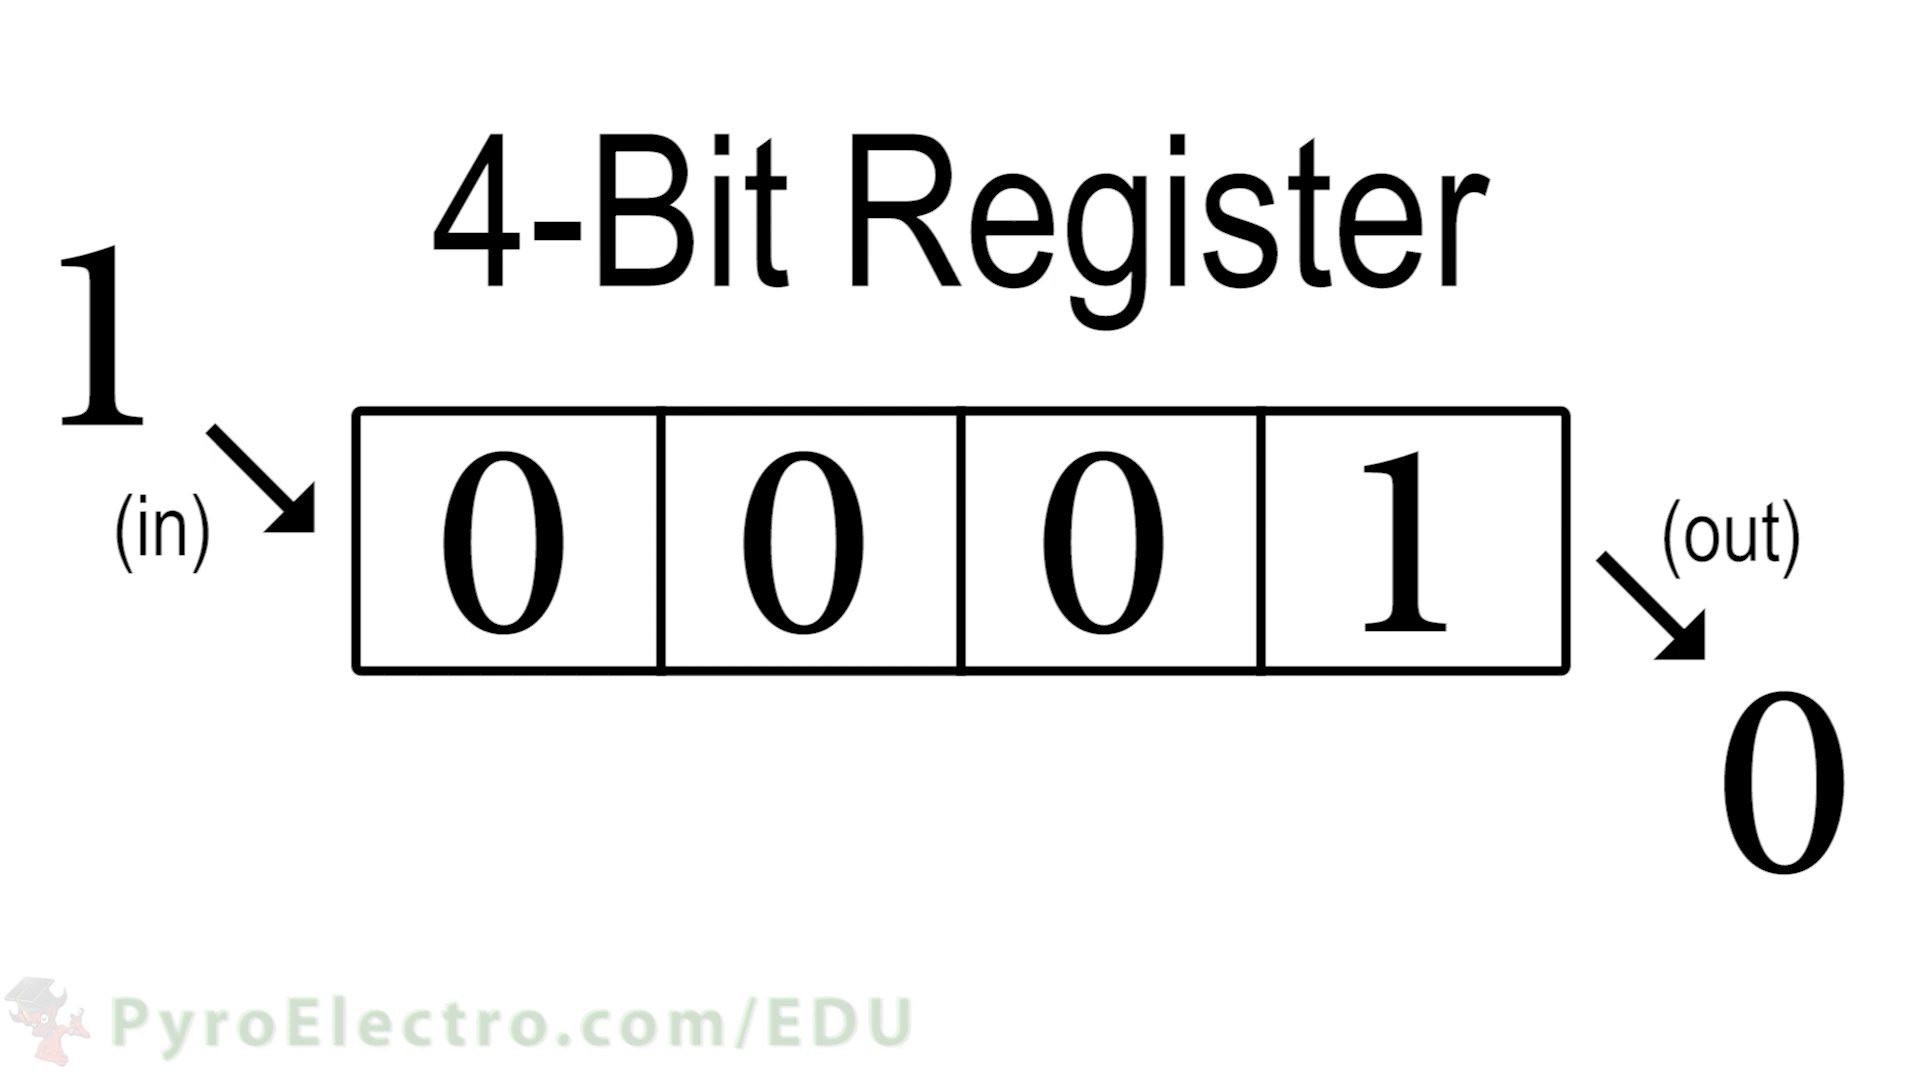 4-Bit Register
1
(in)
0 0 0 1
(out)
0
PyroElectro.com/EDU